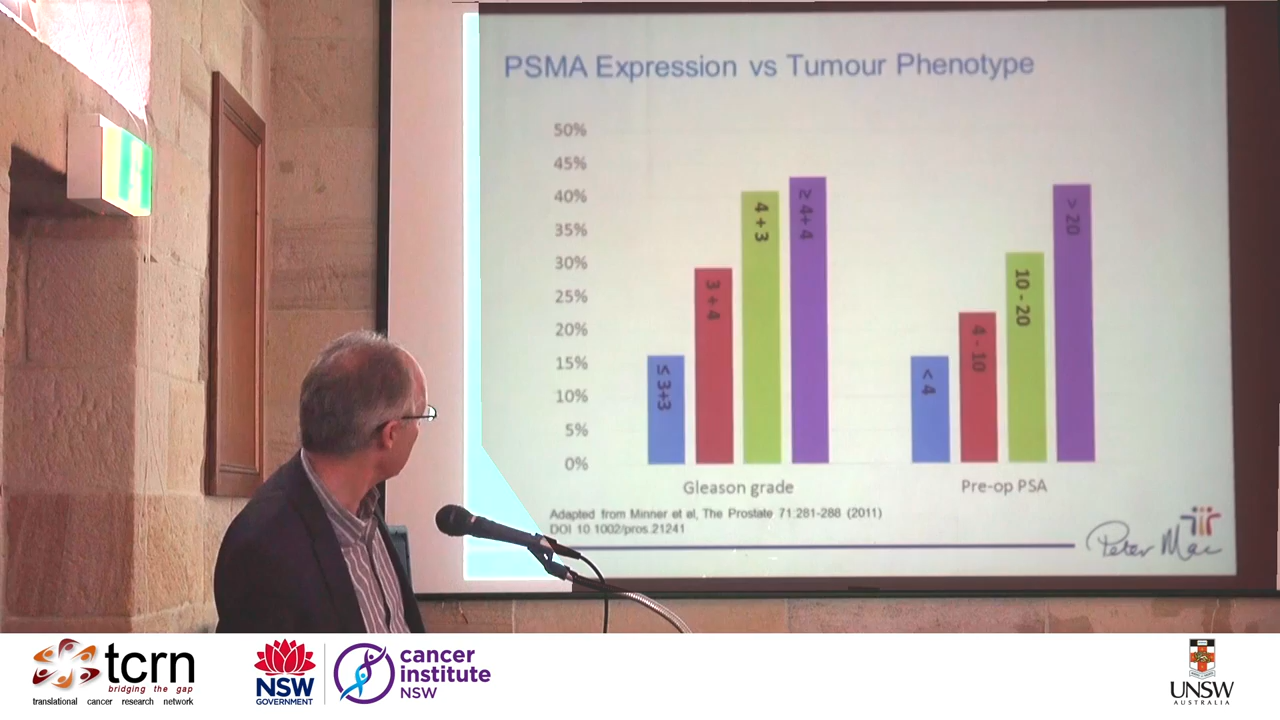 PSMA Expression vs Tumour Phenotype
50%
45%
40%
35%
30%
25%
20%
15%
10%
5%
0%
≤ 3+3
3 + 4
4 + 3
≥ 4+ 4
< 4
4 - 10
10 - 20
> 20
Gleason grade
Pre-op PSA
Adapted from Minner et al, The Prostate 71:281-288 (2011)
DOI 10 1002/pros.21241
Peter Mac
tcrn
bridging the gap
translational cancer research network
NSW
GOVERNMENT
cancer
institute
NSW
UNSW
AUSTRALIA